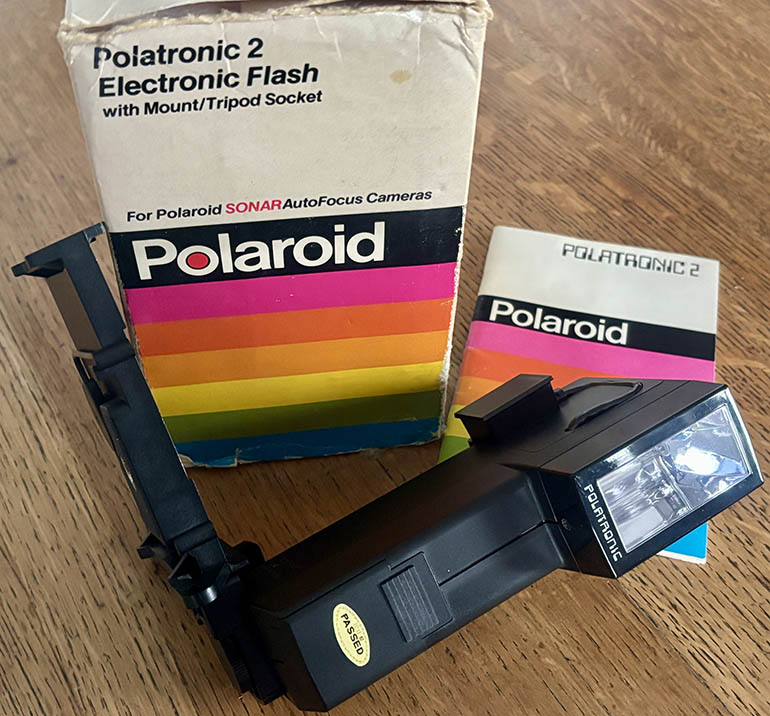 Polatronic 2
Electronic Flash
with Mount/Tripod Socket
For Polaroid SONAR AutoFocus Cameras
Polaroid
POLATRONIC 2
Polaroid
POLATRONIC
PASSED